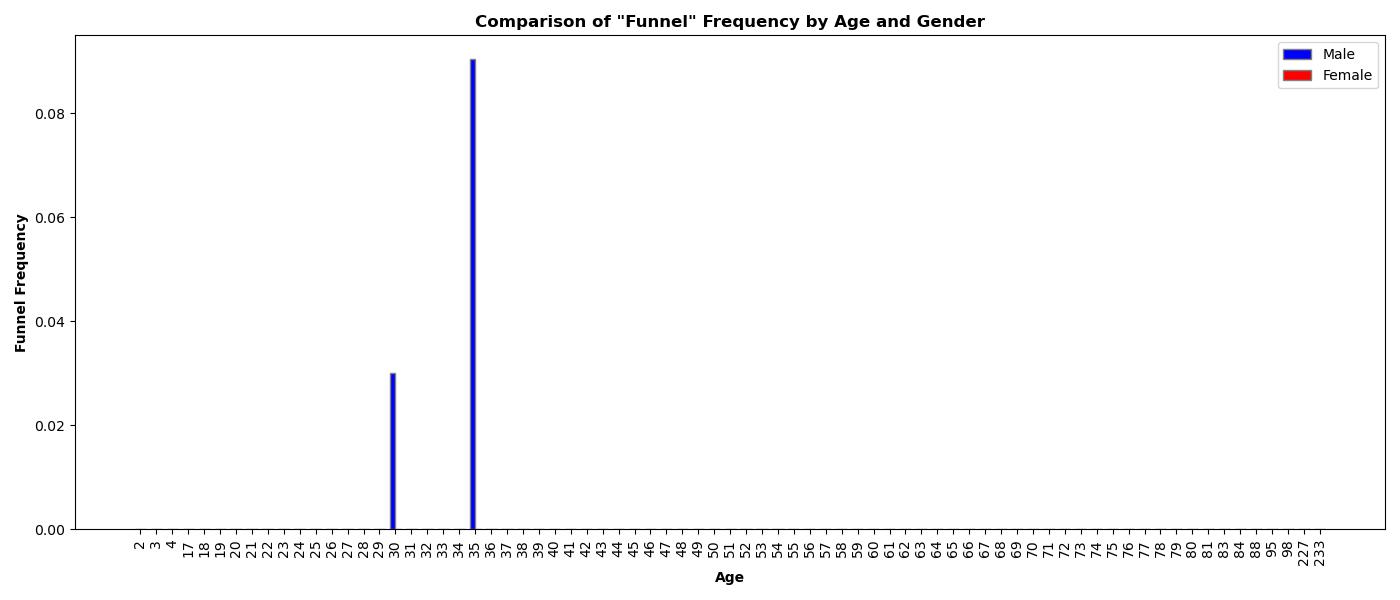 Comparison of "Funnel" Frequency by Age and Gender
Male
Female
Funnel Frequency
0.08
0.06
0.04
0.02
0.00
2 3 4 17 18 19 20 21 22 23 24 25 26 27 28 29 30 31 32 33 34 35 36 37 38 39 40 41 42 43 44 45 46 47 48 49 50 51 52 53 54 55 56 57 58 59 60 61 62 63 64 65 66 67 68 69 70 71 72 73 74 75 76 77 78 79 80 81 83 84 88 95 98 227 233
Age